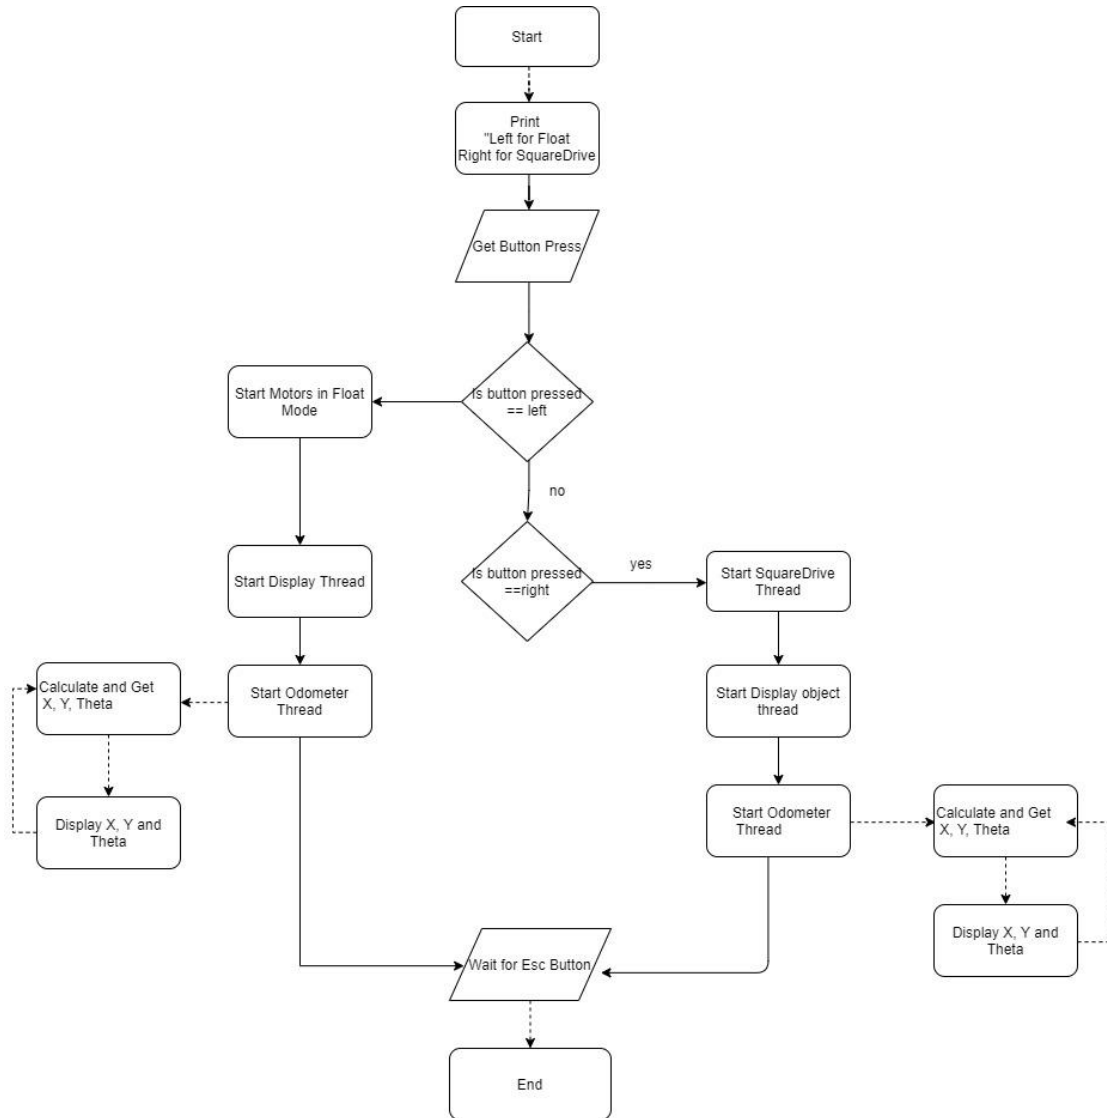 Start
Print
"Left for Float
Right for SquareDrive
Get Button Press
Is button pressed
== left
Start Motors in Float
Mode
no
Is button pressed
==right
yes
Start SquareDrive
Thread
Start Display Thread
Start Display object
thread
Start Odometer
Thread
Calculate and Get
X, Y, Theta
Display X, Y and
Theta
Start Odometer
Thread
Calculate and Get
X, Y, Theta
Display X, Y and
Theta
Wait for Esc Button
End